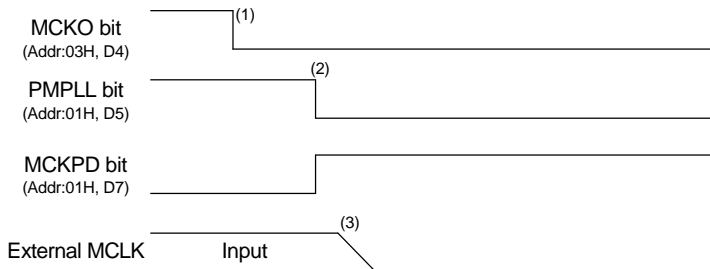 MCKO bit
(Addr:03H, D4)
(1)
PMPLL bit
(Addr:01H, D5)
(2)
MCKPD bit
(Addr:01H, D7)
External MCLK
Input
(3)